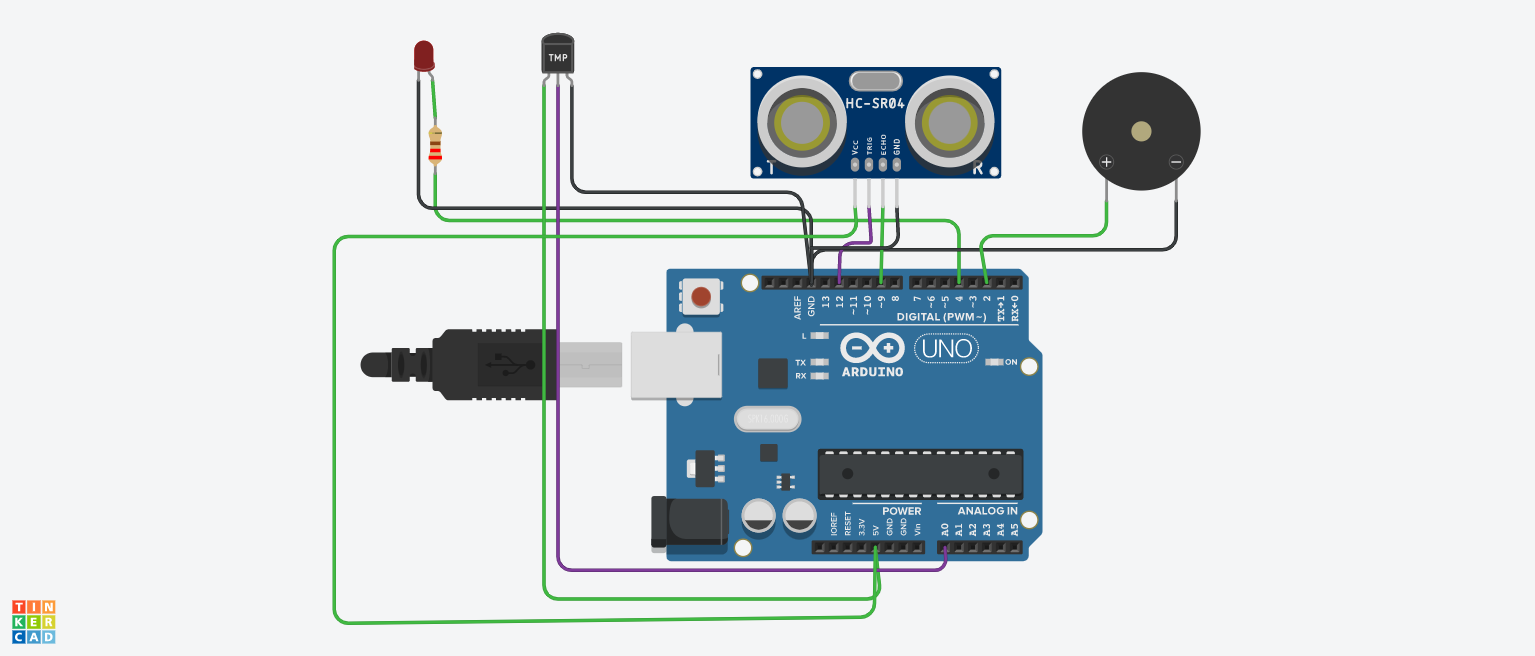 TMP
HC-SR04
VCC
TRIG
ECHO
GND
T
R
+
−
AREF
GND
13
12
~11
~10
~9
8
7
~6
~5
4
~3
2
TX→1
RX←0
DIGITAL (PWM~)
L
TX
RX
ARDUINO
UNO
ON
POWER
ANALOG IN
IOREF
RESET
3.3V
5V
GND
GND
Vin
A0
A1
A2
A3
A4
A5
TIN
KER
CAD